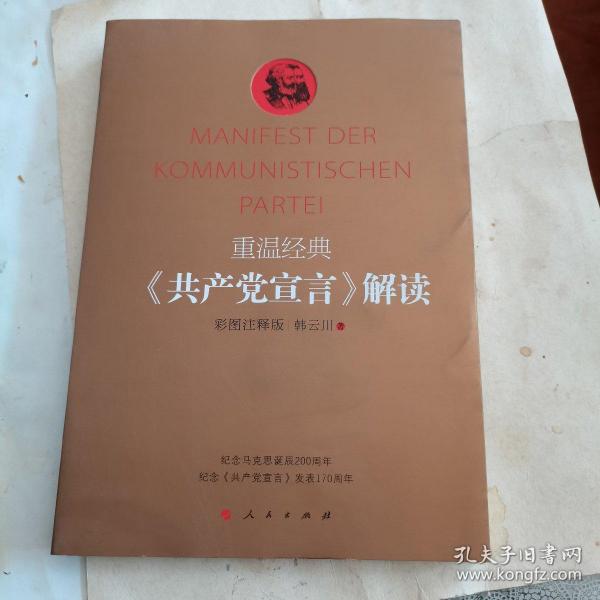 MANIFEST DER
KOMMUNISTISCHEN
PARTEI
重温经典
《共产党宣言》解读
彩图注释版|韩云川 著
纪念马克思诞辰200周年
纪念《共产党宣言》发表170周年
人民出版社
孔夫子旧书网
www.kongfz.com